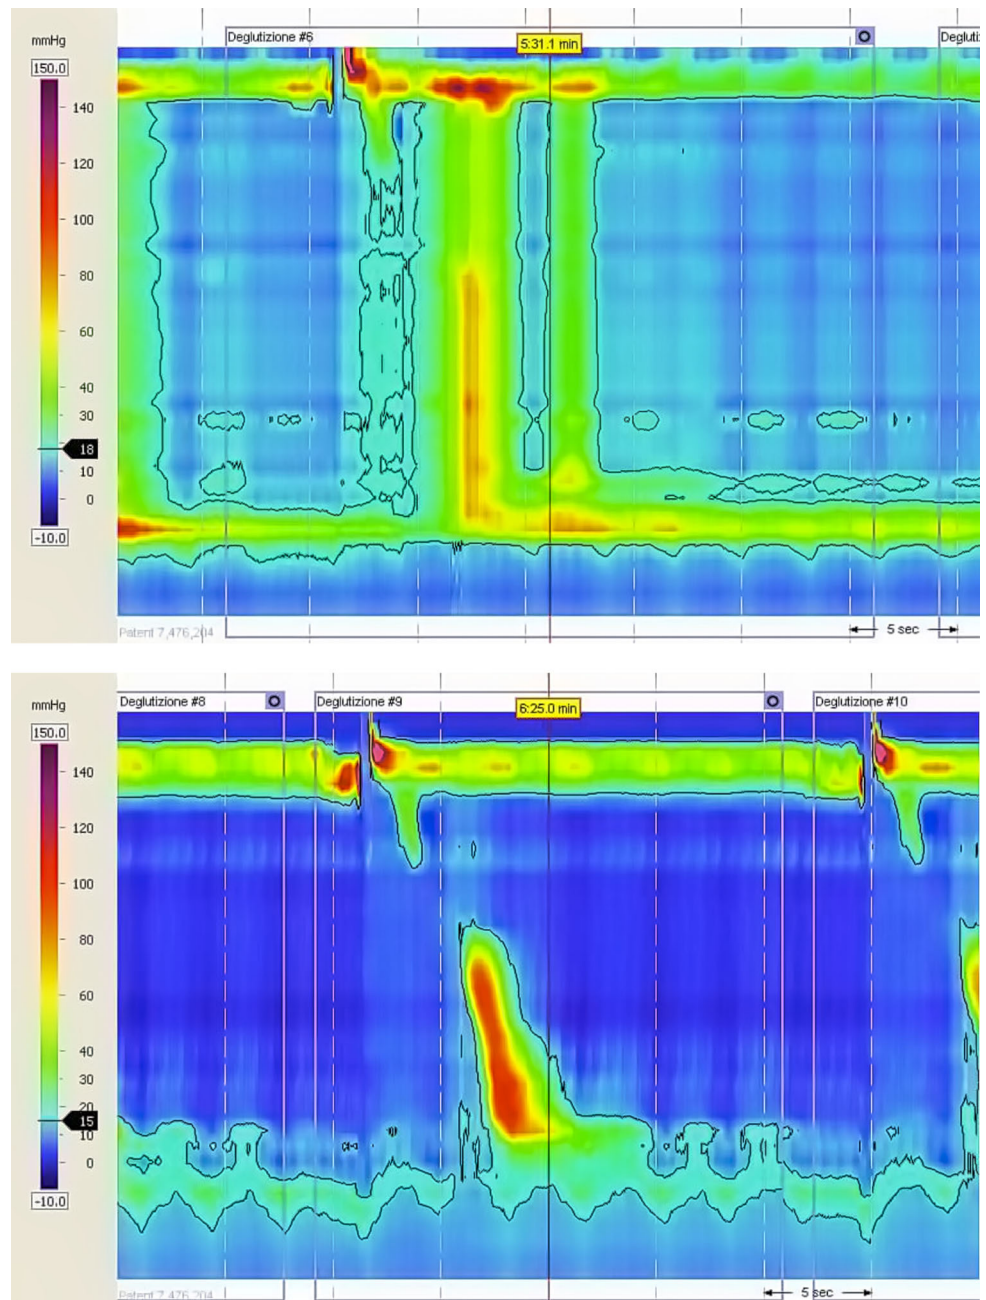 Deglutizione #6
5:31.1 min
Degluti
mmHg
150.0
140
120
100
80
60
40
30
18
10
0
-10.0
Patent 7,476,204
5 sec
Deglutizione #8
Deglutizione #9
Deglutizione #10
6:25.0 min
mmHg
150.0
140
120
100
80
60
40
30
20
15
10
0
-10.0
Patent 7,476,204
5 sec